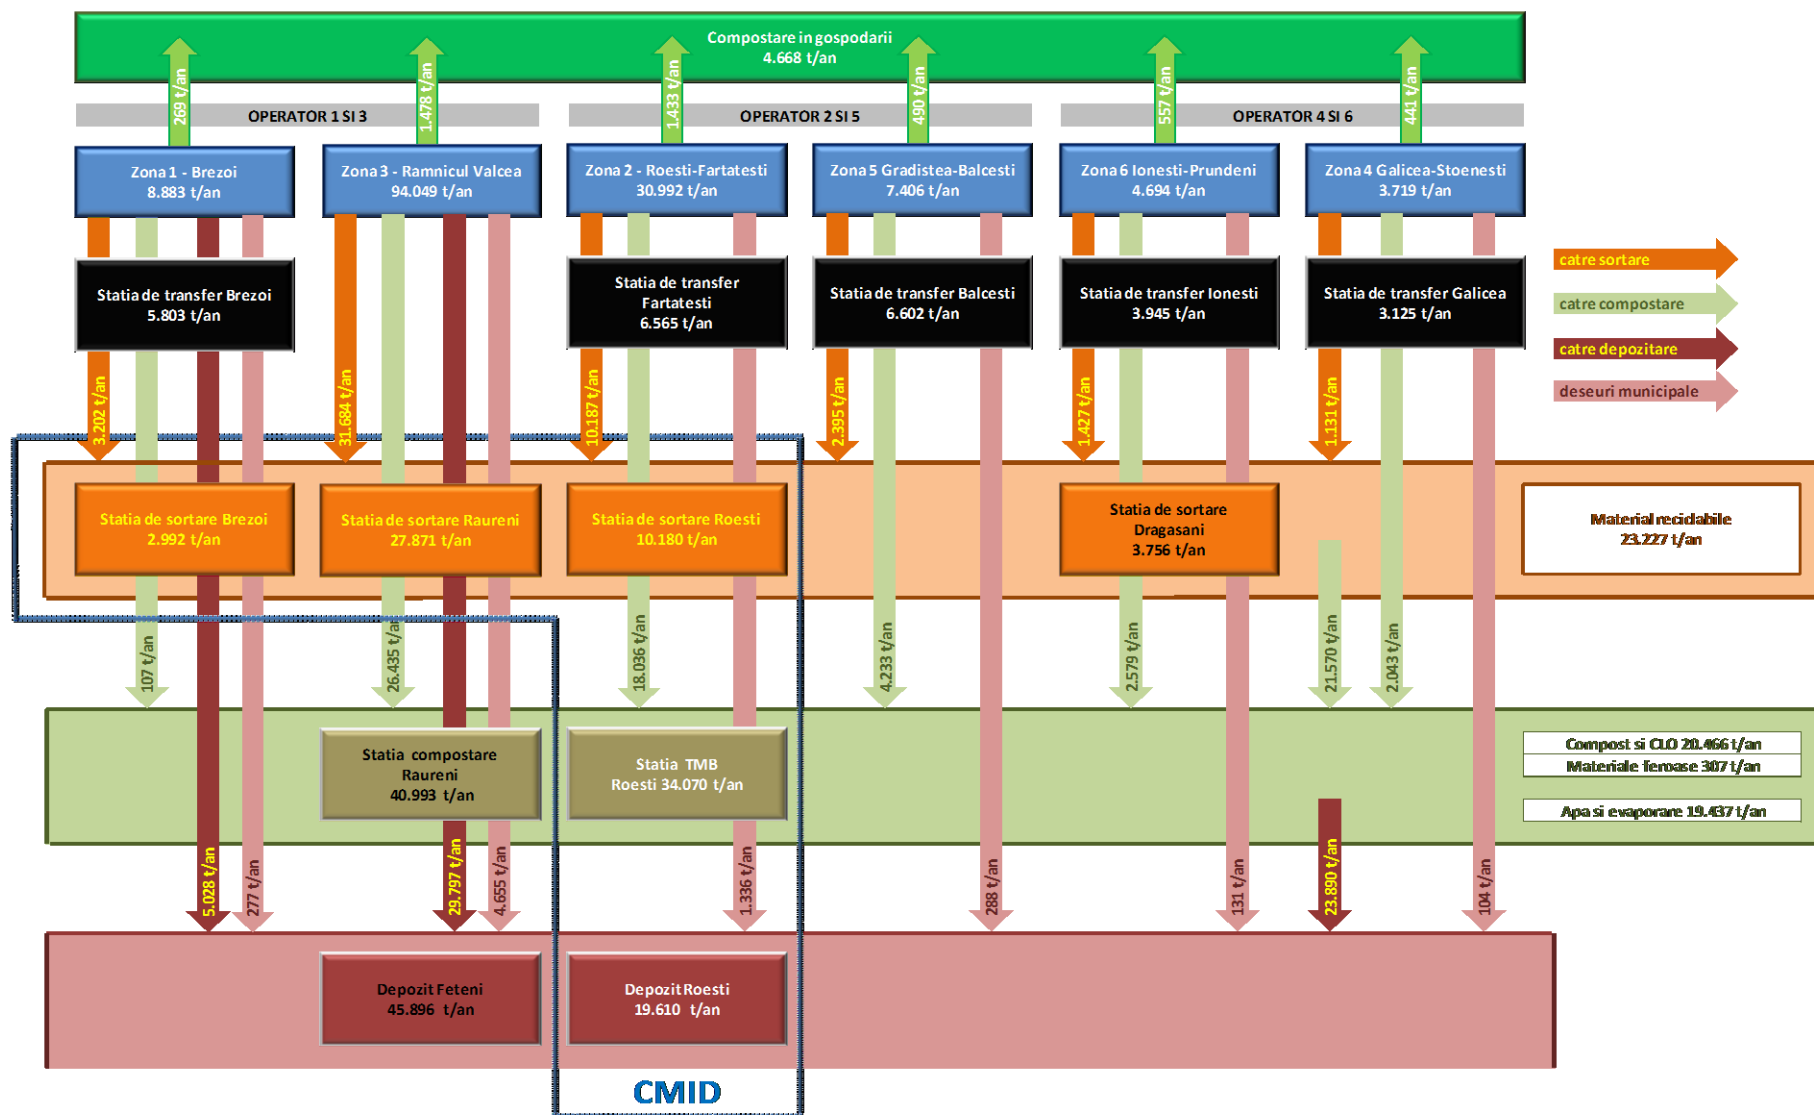 Compostare in gospodarii
4.668 t/an
269 t/an
1.478 t/an
1.433 t/an
490 t/an
557 t/an
441 t/an
OPERATOR 1 SI 3
OPERATOR 2 SI 5
OPERATOR 4 SI 6
Zona 1 - Brezoi
8.883 t/an
Zona 3 - Ramnicul Valcea
94.049 t/an
Zona 2 - Roesti-Fartatesti
30.992 t/an
Zona 5 Gradistea-Balcesti
7.406 t/an
Zona 6 Ionesti-Prundeni
4.694 t/an
Zona 4 Galicea-Stoenesti
3.719 t/an
Statia de transfer Brezoi
5.803 t/an
Statia de transfer
Fartatesti
6.565 t/an
Statia de transfer Balcesti
6.602 t/an
Statia de transfer Ionesti
3.945 t/an
Statia de transfer Galicea
3.125 t/an
catre sortare
catre compostare
catre depozitare
deseuri municipale
3.202 t/an
31.684 t/an
10.187 t/an
2.395 t/an
1.427 t/an
1.131 t/an
Statia de sortare Brezoi
2.992 t/an
Statia de sortare Raureni
27.871 t/an
Statia de sortare Roesti
10.180 t/an
Statia de sortare
Dragasani
3.756 t/an
Material reciclabile
23.227 t/an
107 t/an
26.435 t/an
18.036 t/an
4.233 t/an
2.579 t/an
21.570 t/an
2.043 t/an
Statia compostare
Raureni
40.993 t/an
Statia TMB
Roesti 34.070 t/an
Compost si CLO 20.466 t/an
Materiale feroase 307 t/an
Apa si evaporare 19.437 t/an
5.028 t/an
277 t/an
29.797 t/an
4.655 t/an
1.336 t/an
288 t/an
131 t/an
23.890 t/an
104 t/an
Depozit Feteni
45.896 t/an
Depozit Roesti
19.610 t/an
CMID